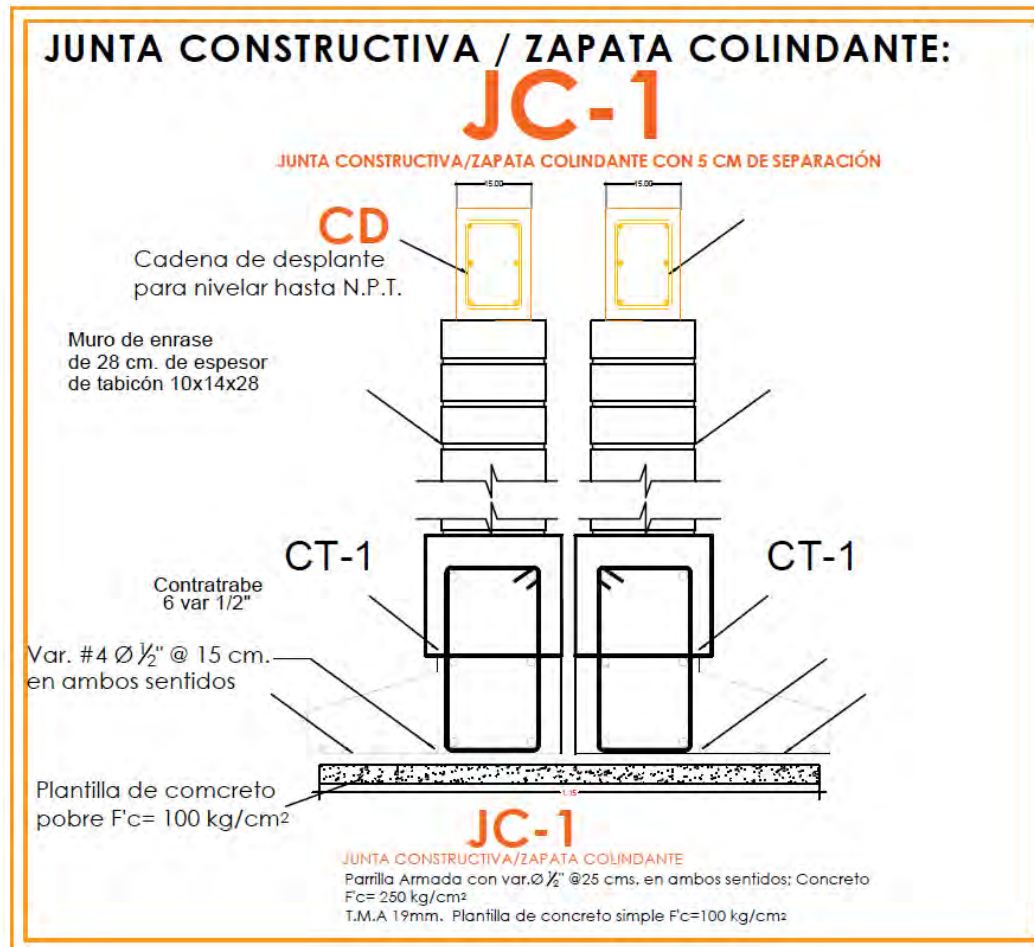 JUNTA CONSTRUCTIVA / ZAPATA COLINDANTE:
JC-1
JUNTA CONSTRUCTIVA/ZAPATA COLINDANTE CON 5 CM DE SEPARACIÓN
15.00
15.00
CD
Cadena de desplante
para nivelar hasta N.P.T.
Muro de enrase
de 28 cm. de espesor
de tabicón 10x14x28
CT-1
CT-1
Contratrabe
6 var 1/2"
Var. #4 Ø ½" @ 15 cm.
en ambos sentidos
Plantilla de comcreto
pobre F'c= 100 kg/cm²
1.15
JC-1
JUNTA CONSTRUCTIVA/ZAPATA COLINDANTE
Parrilla Armada con var.Ø ½" @25 cms. en ambos sentidos; Concreto
F'c= 250 kg/cm²
T.M.A 19mm. Plantilla de concreto simple F'c=100 kg/cm²